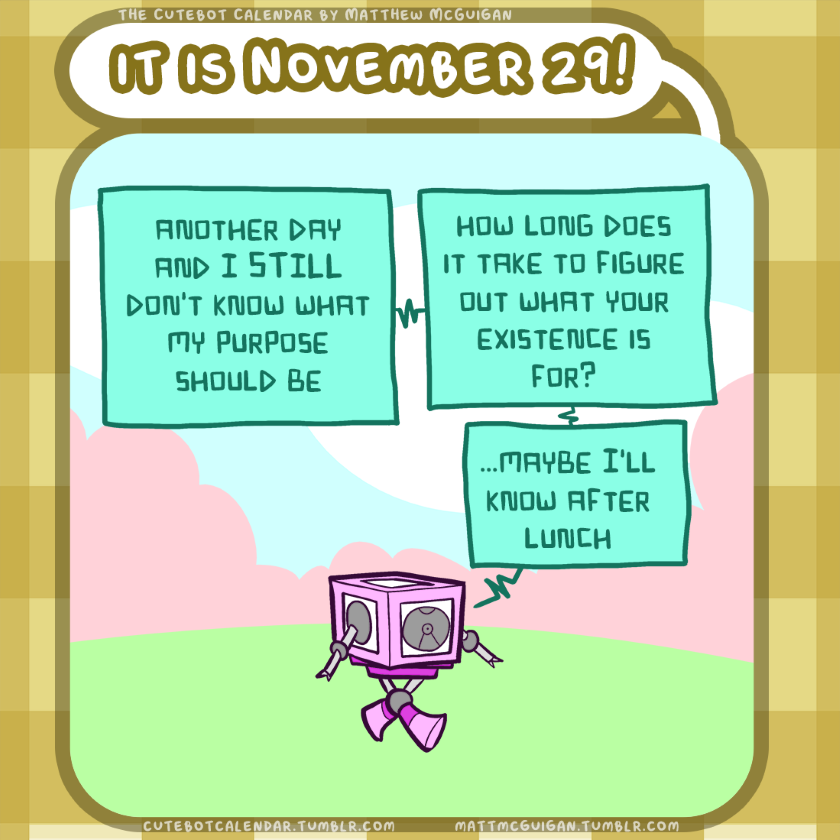 THE CUTEBOT CALENDAR BY MATTHEW MCGUIGAN
IT IS NOVEMBER 29!
ANOTHER DAY
AND I STILL
DON'T KNOW WHAT
MY PURPOSE
SHOULD BE
HOW LONG DOES
IT TAKE TO FIGURE
OUT WHAT YOUR
EXISTENCE IS
FOR?
...MAYBE I'LL
KNOW AFTER
LUNCH
CUTEBOTCALENDAR.TUMBLR.COM
MATTMCGUIGAN.TUMBLR.COM